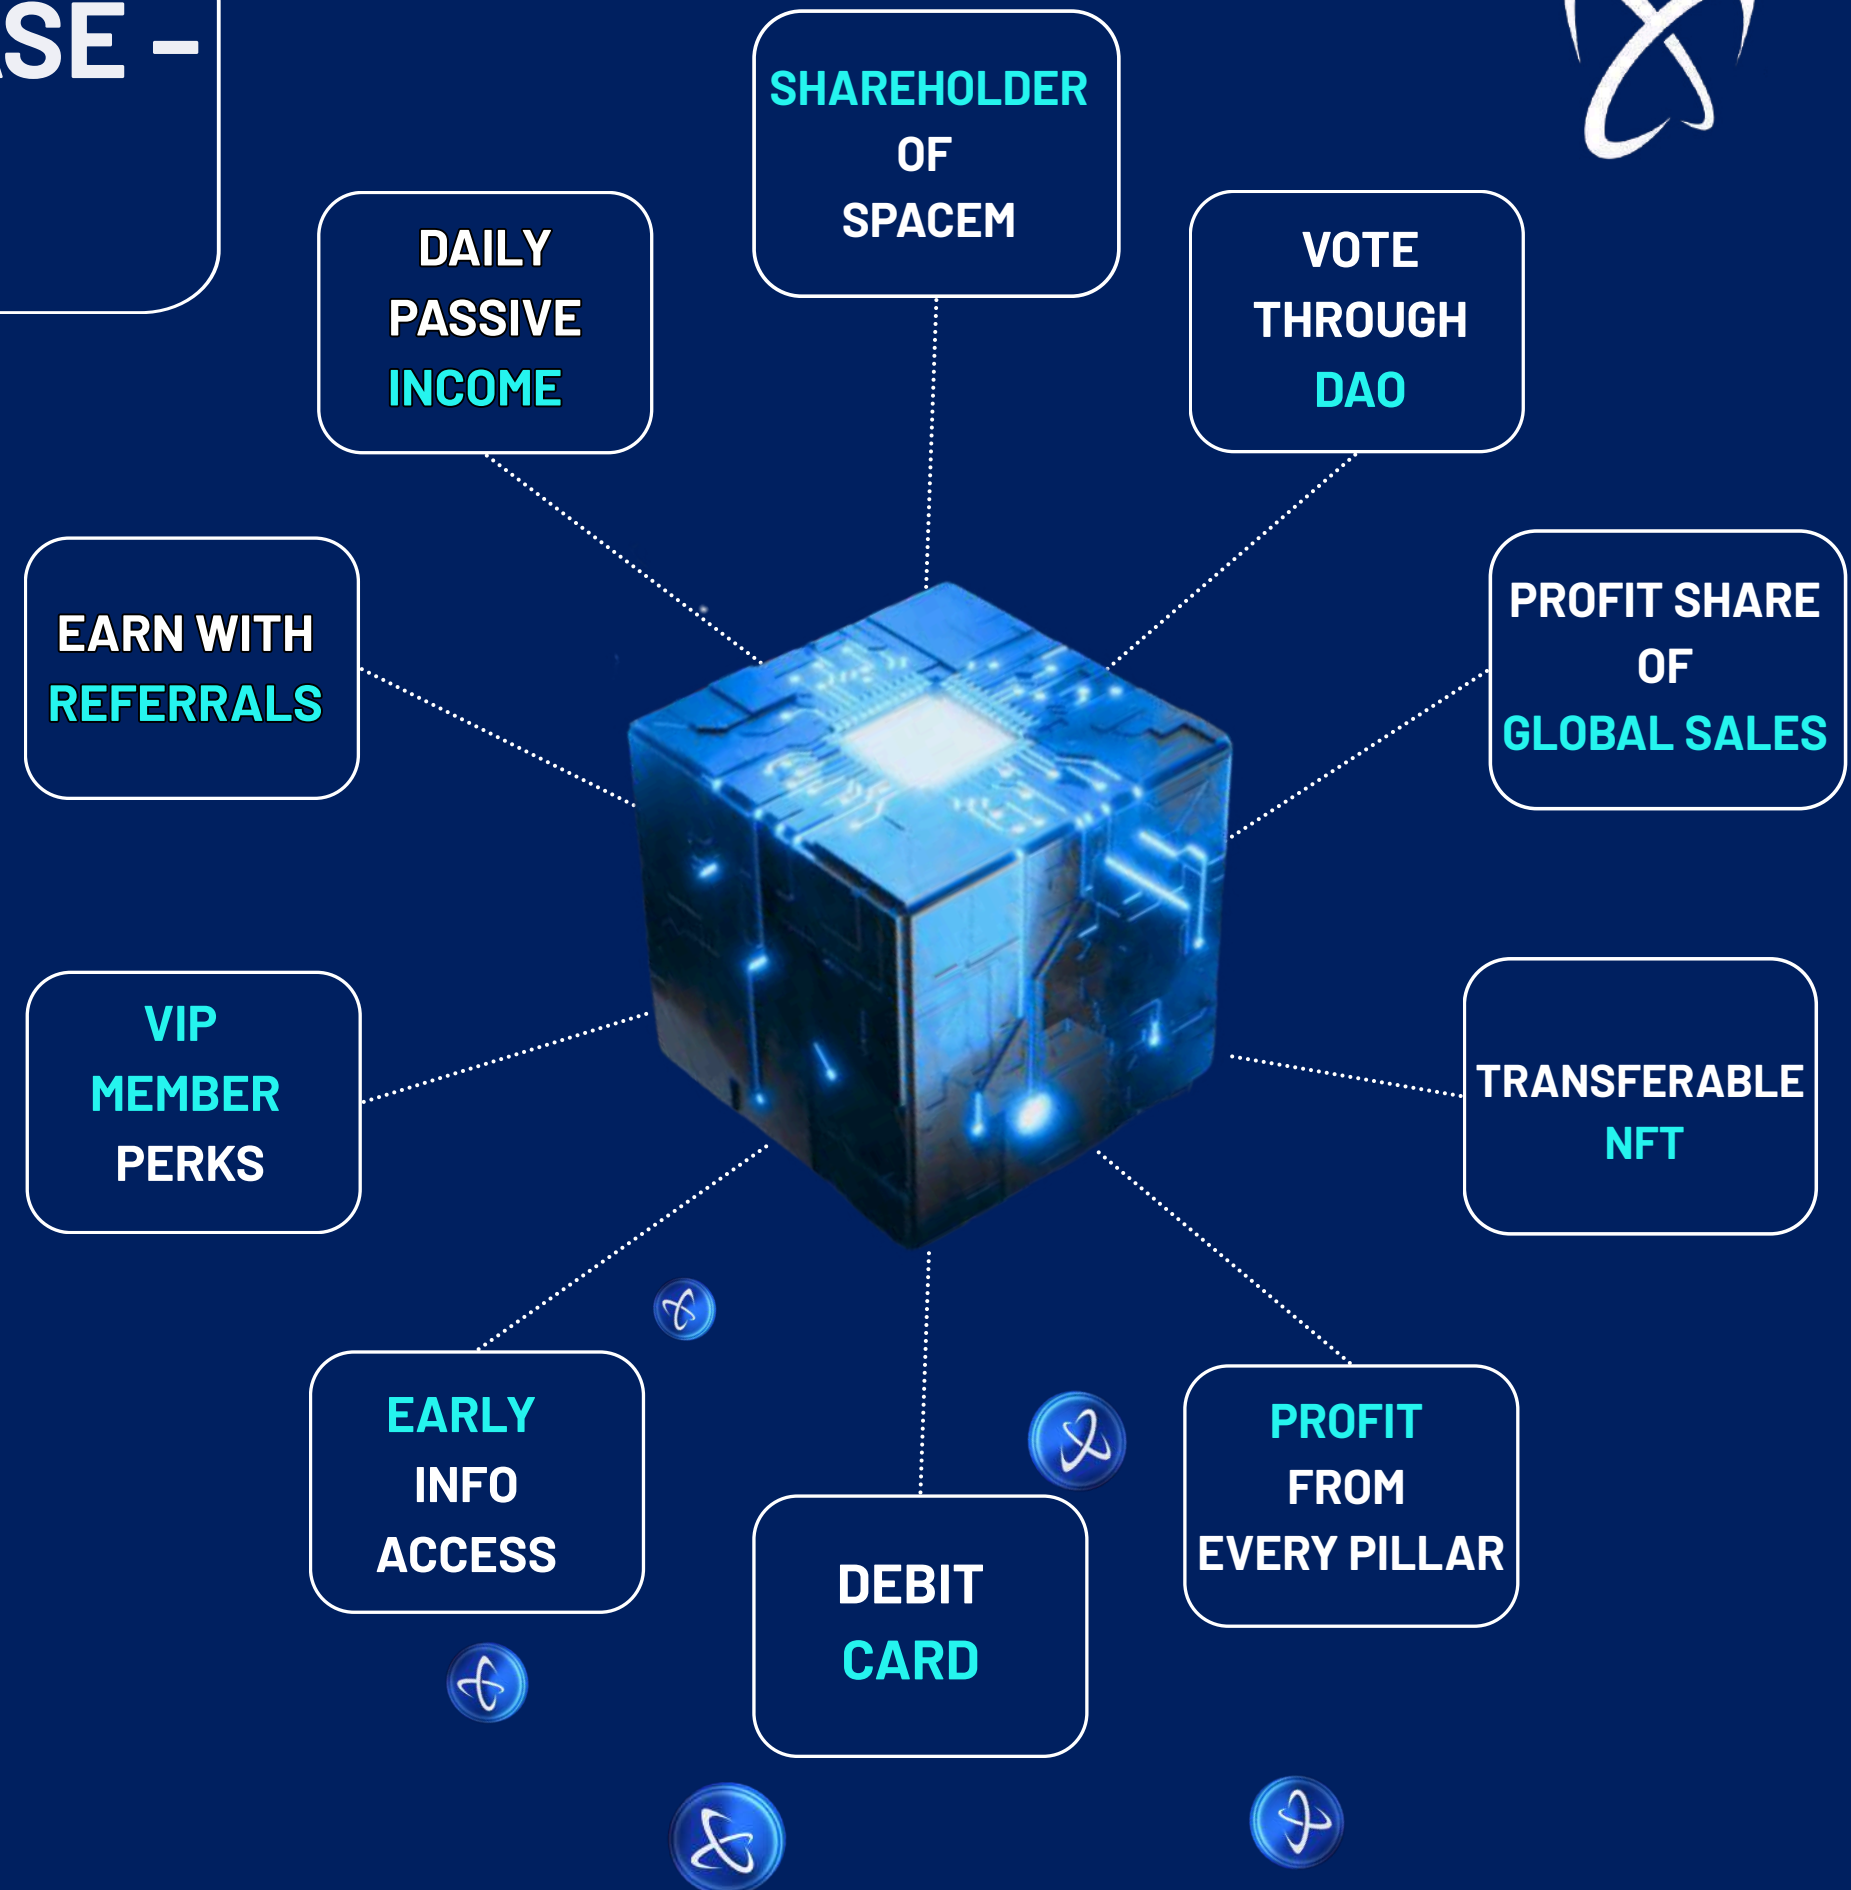 SE –
SHAREHOLDER
OF
SPACEM
DAILY
PASSIVE
INCOME
VOTE
THROUGH
DAO
EARN WITH
REFERRALS
PROFIT SHARE
OF
GLOBAL SALES
VIP
MEMBER
PERKS
TRANSFERABLE
NFT
EARLY
INFO
ACCESS
DEBIT
CARD
PROFIT
FROM
EVERY PILLAR